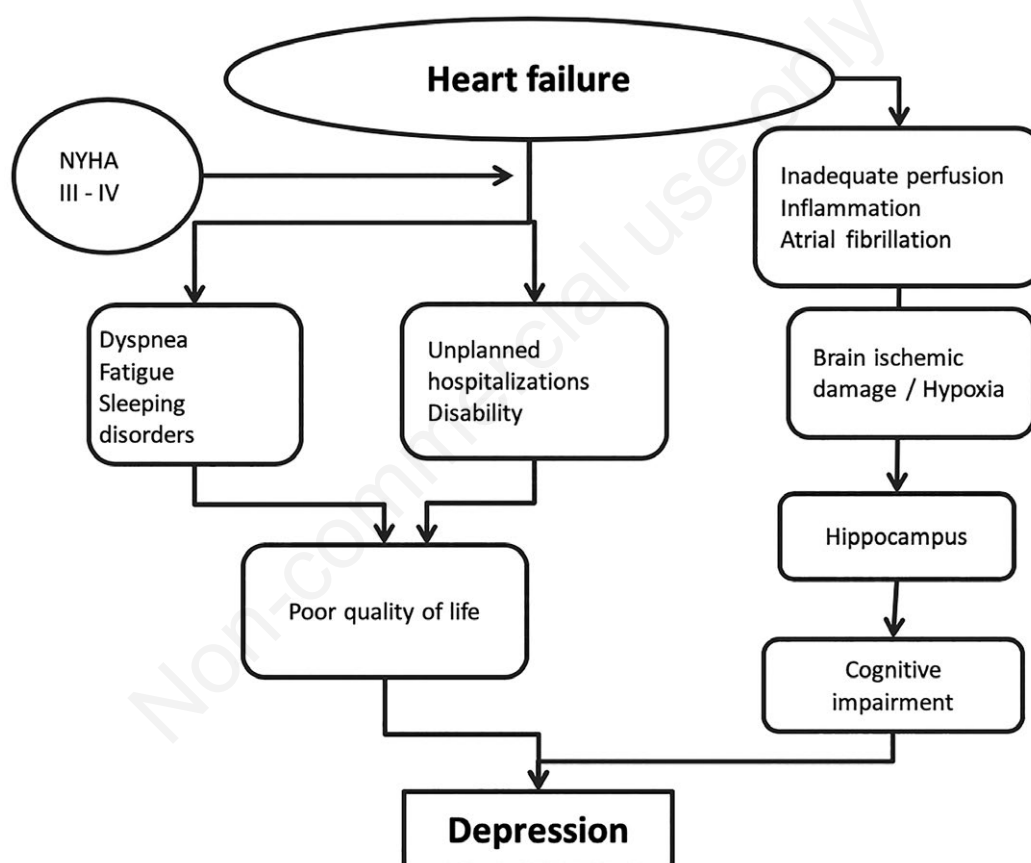 Heart failure
NYHA
III - IV
Inadequate perfusion
Inflammation
Atrial fibrillation
Dyspnea
Fatigue
Sleeping
disorders
Unplanned
hospitalizations
Disability
Brain ischemic
damage / Hypoxia
Hippocampus
Poor quality of life
Cognitive
impairment
Depression
Non-commercial use only